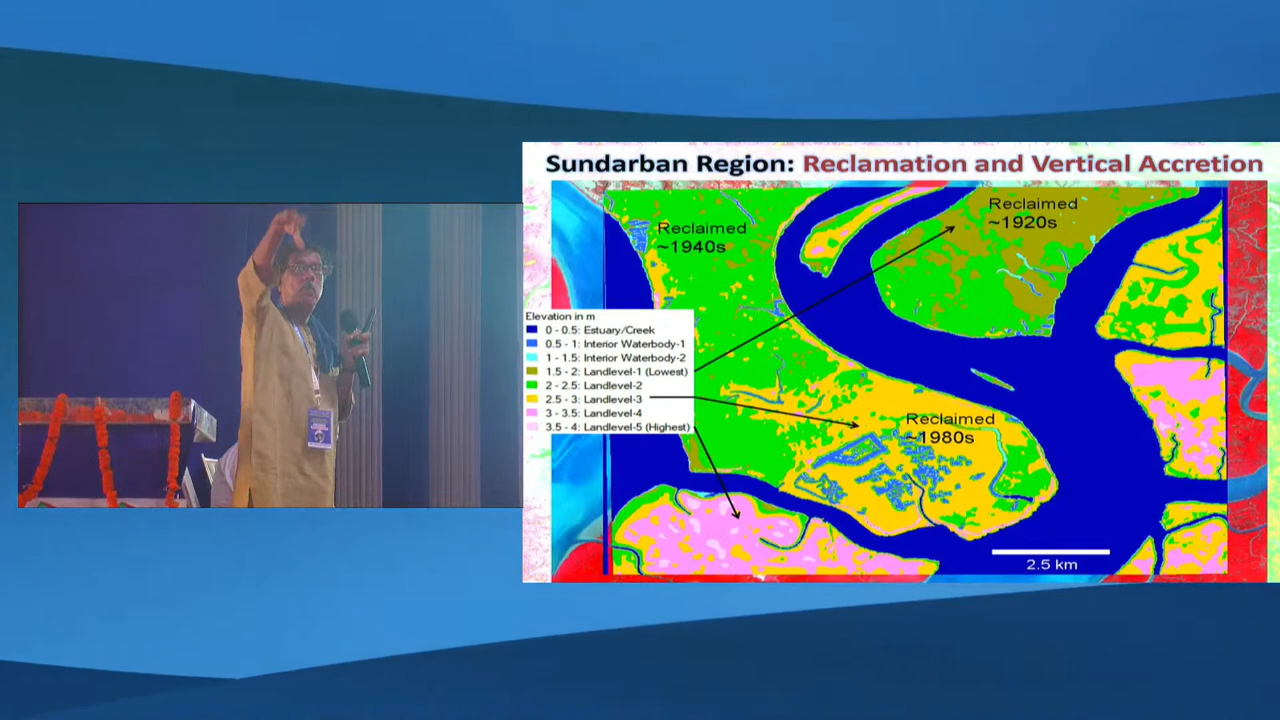 Sundarban Region: Reclamation and Vertical Accretion
Reclaimed
~1920s
Reclaimed
~1940s
Elevation in m
0 - 0.5: Estuary/Creek
0.5 - 1: Interior Waterbody-1
1 - 1.5: Interior Waterbody-2
1.5 - 2: Landlevel-1 (Lowest)
2 - 2.5: Landlevel-2
2.5 - 3: Landlevel-3
3 - 3.5: Landlevel-4
3.5 - 4: Landlevel-5 (Highest)
Reclaimed
~1980s
2.5 km